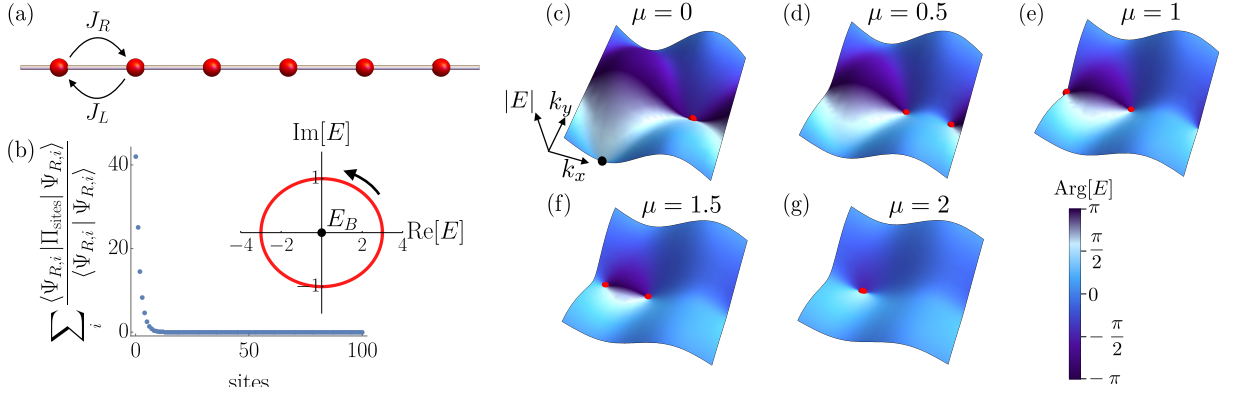 (a)
J_R
J_L
(b)
∑_i ⟨Ψ_{R,i} |Π_sites| Ψ_{R,i}⟩ / ⟨Ψ_{R,i} | Ψ_{R,i}⟩
40
20
0
0
50
100
sites
Im[E]
1
E_B
Re[E]
−4
−2
2
4
−1
(c)
μ = 0
|E|
k_y
k_x
(d)
μ = 0.5
(e)
μ = 1
(f)
μ = 1.5
(g)
μ = 2
Arg[E]
π
π/2
0
−π/2
−π